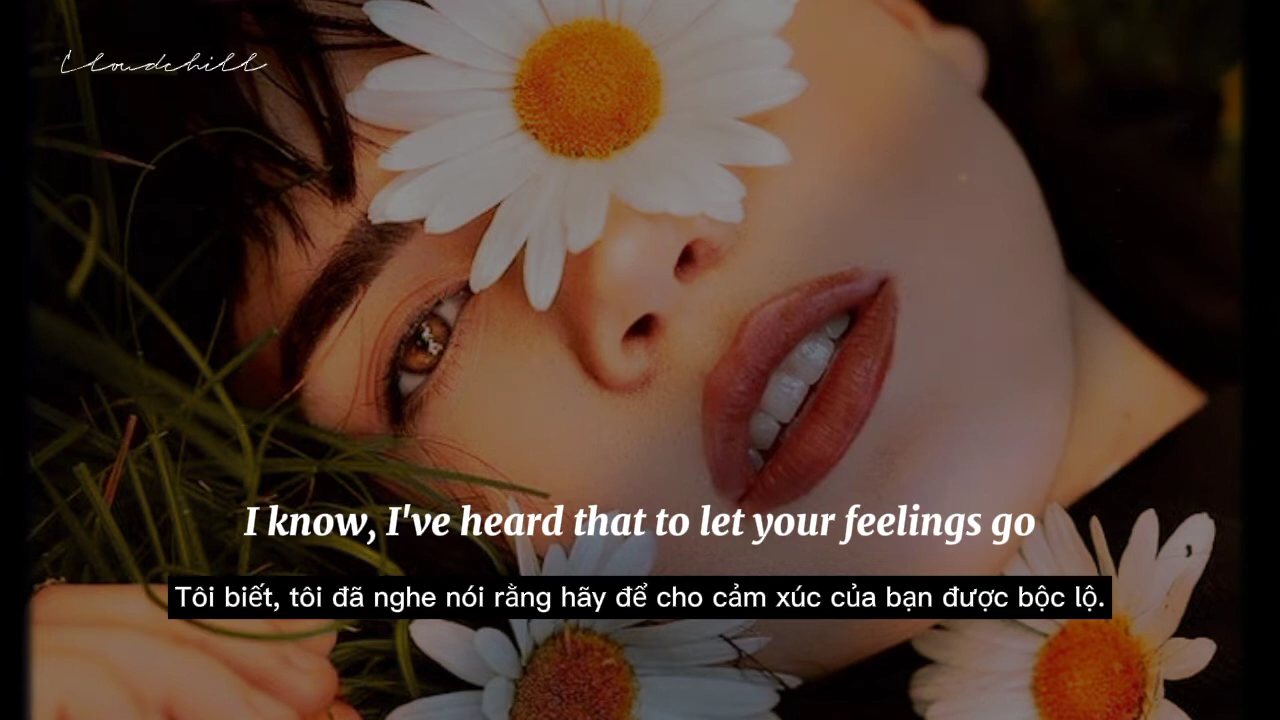 Cloudchill
I know, I've heard that to let your feelings go
Tôi biết, tôi đã nghe nói rằng hãy để cho cảm xúc của bạn được bộc lộ.